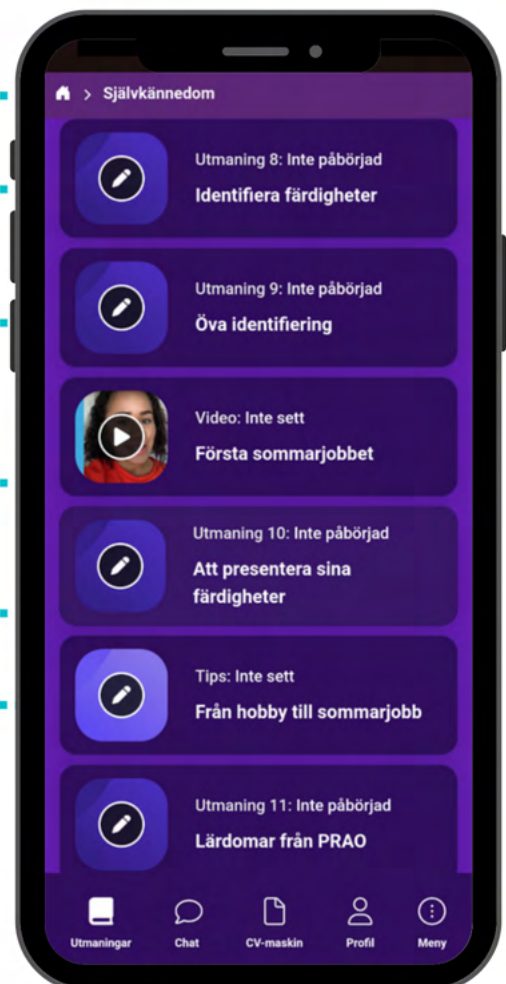 > Självkännedom
Utmaning 8: Inte påbörjad
Identifiera färdigheter
Utmaning 9: Inte påbörjad
Öva identifiering
Video: Inte sett
Första sommarjobbet
Utmaning 10: Inte påbörjad
Att presentera sina
färdigheter
Tips: Inte sett
Från hobby till sommarjobb
Utmaning 11: Inte påbörjad
Lärdomar från PRAO
Utmaningar Chat CV-maskin Profil Meny